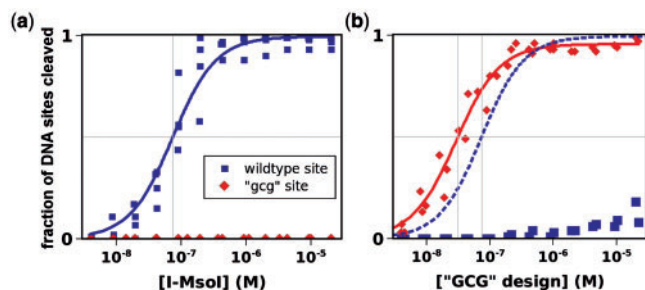 (a)
(b)
fraction of DNA sites cleaved
1
0
wildtype site
"gcg" site
10-8
10-7
10-6
10-5
[I-MsoI] (M)
1
0
10-8
10-7
10-6
10-5
["GCG" design] (M)